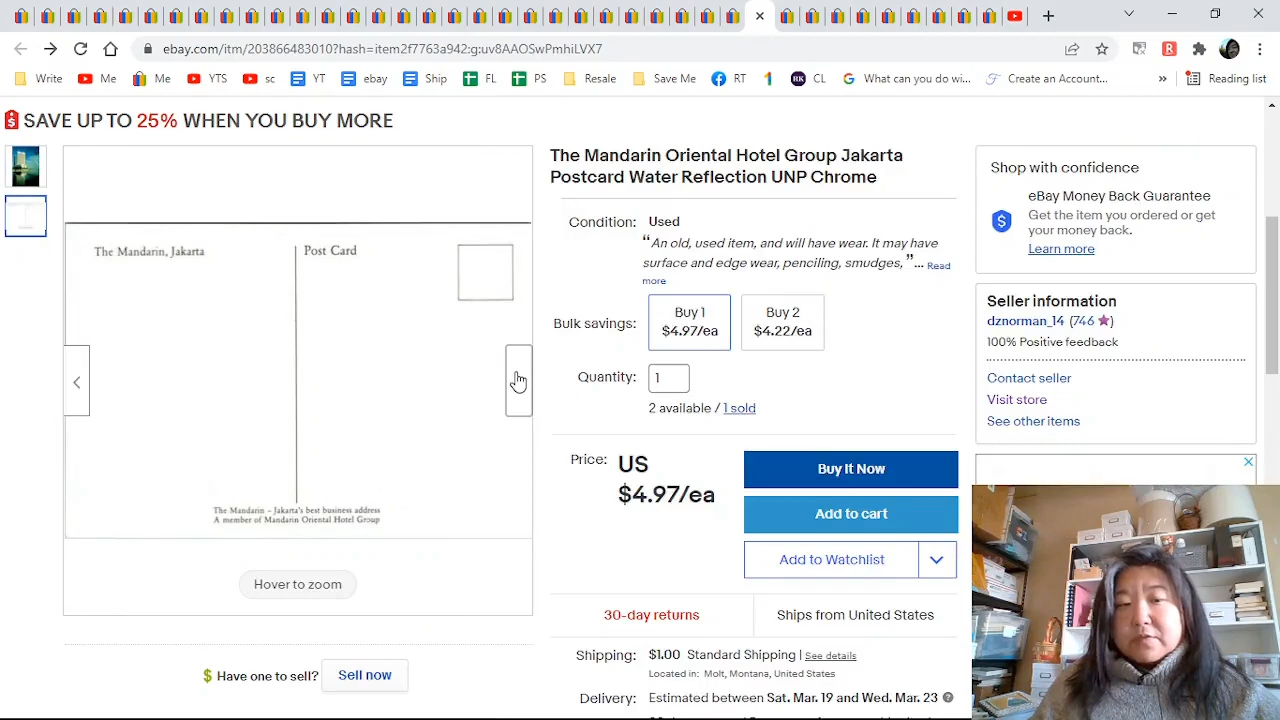 ebay.com/itm/203866483010?hash=item2f7763a942:g:uv8AAOSwPmhiLVX7
Write
Me
Me
YTS
sc
YT
ebay
Ship
FL
PS
Resale
Save Me
RT
CL
What can you do wi...
Create an Account...
»
Reading list
SAVE UP TO 25% WHEN YOU BUY MORE
The Mandarin, Jakarta
Post Card
The Mandarin – Jakarta's best business address
A member of Mandarin Oriental Hotel Group
Hover to zoom
Have one to sell? Sell now
The Mandarin Oriental Hotel Group Jakarta
Postcard Water Reflection UNP Chrome
Condition: Used
“An old, used item, and will have wear. It may have
surface and edge wear, penciling, smudges, ”... Read
more
Bulk savings:
Buy 1
$4.97/ea
Buy 2
$4.22/ea
Quantity: 1
2 available / 1 sold
Price: US
$4.97/ea
Buy It Now
Add to cart
Add to Watchlist
30-day returns
Ships from United States
Shipping: $1.00 Standard Shipping | See details
Located in: Molt, Montana, United States
Delivery: Estimated between Sat. Mar. 19 and Wed. Mar. 23
Shop with confidence
eBay Money Back Guarantee
Get the item you ordered or get
your money back.
Learn more
Seller information
dznorman_14 (746)
100% Positive feedback
Contact seller
Visit store
See other items